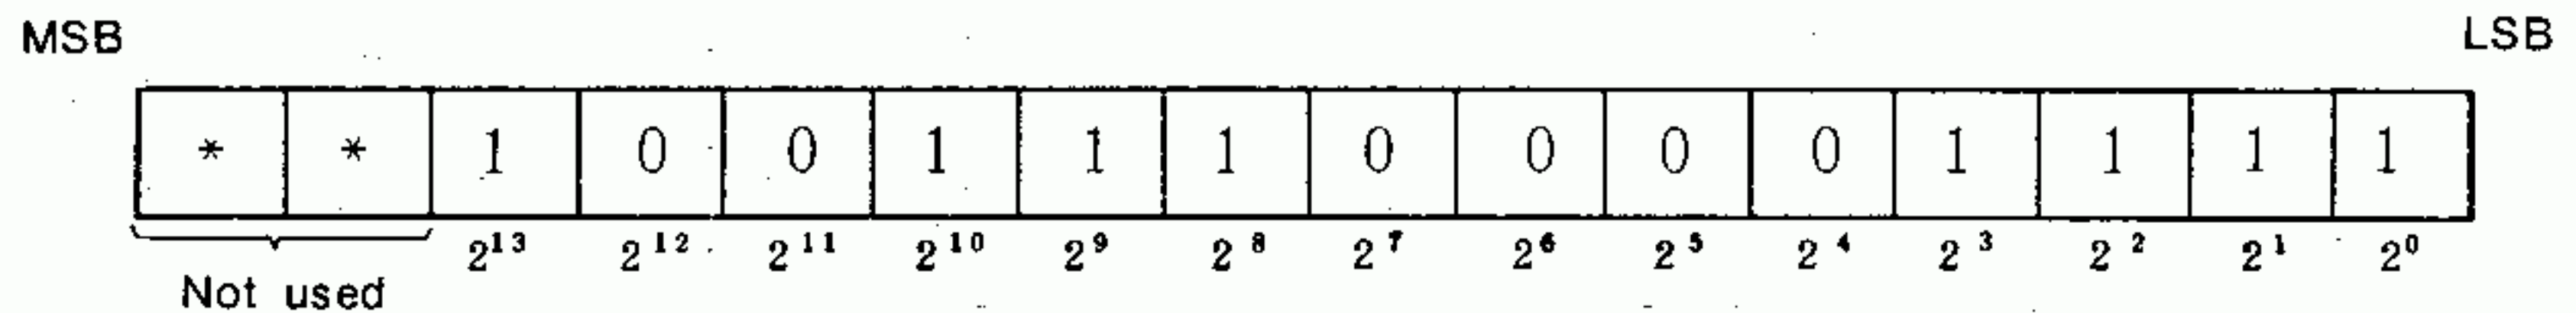 MSB LSB
* * 1 0 0 1 1 1 0 0 0 0 1 1 1 1
2¹³ 2¹² 2¹¹ 2¹⁰ 2⁹ 2⁸ 2⁷ 2⁶ 2⁵ 2⁴ 2³ 2² 2¹ 2⁰
Not used